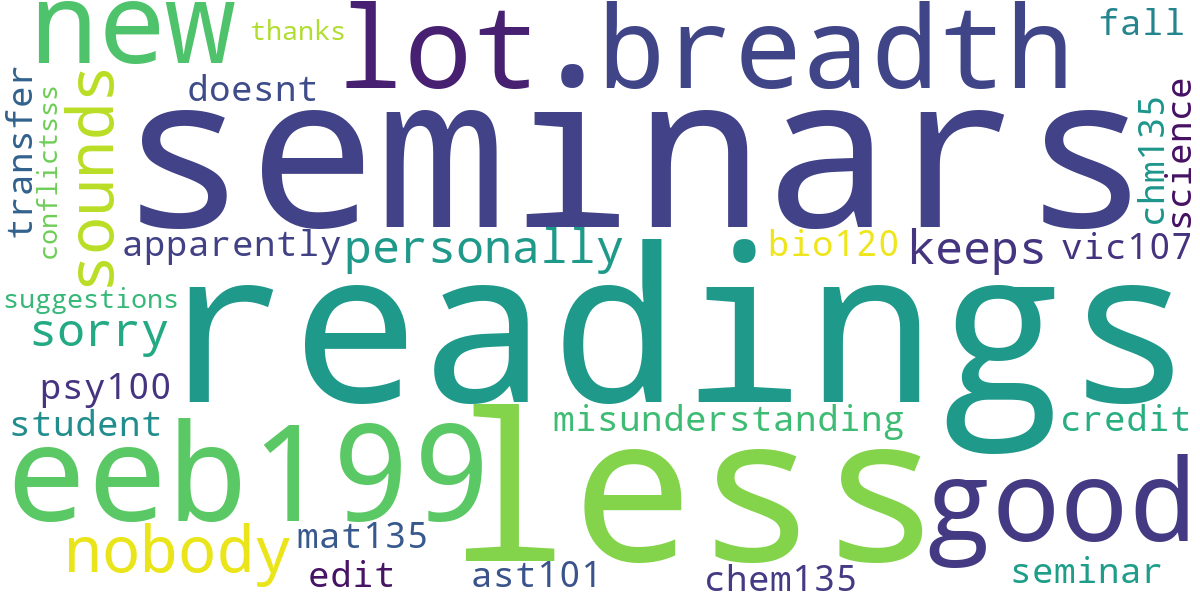 new
thanks
lot
breadth
fall
doesnt
transfer
conflictsss
sounds
seminars
chm135
science
apparently
personally
bio120
keeps
vic107
suggestions
sorry
readings
psy100
student
misunderstanding
credit
eeb199
less
good
nobody
mat135
edit
ast101
chem135
seminar